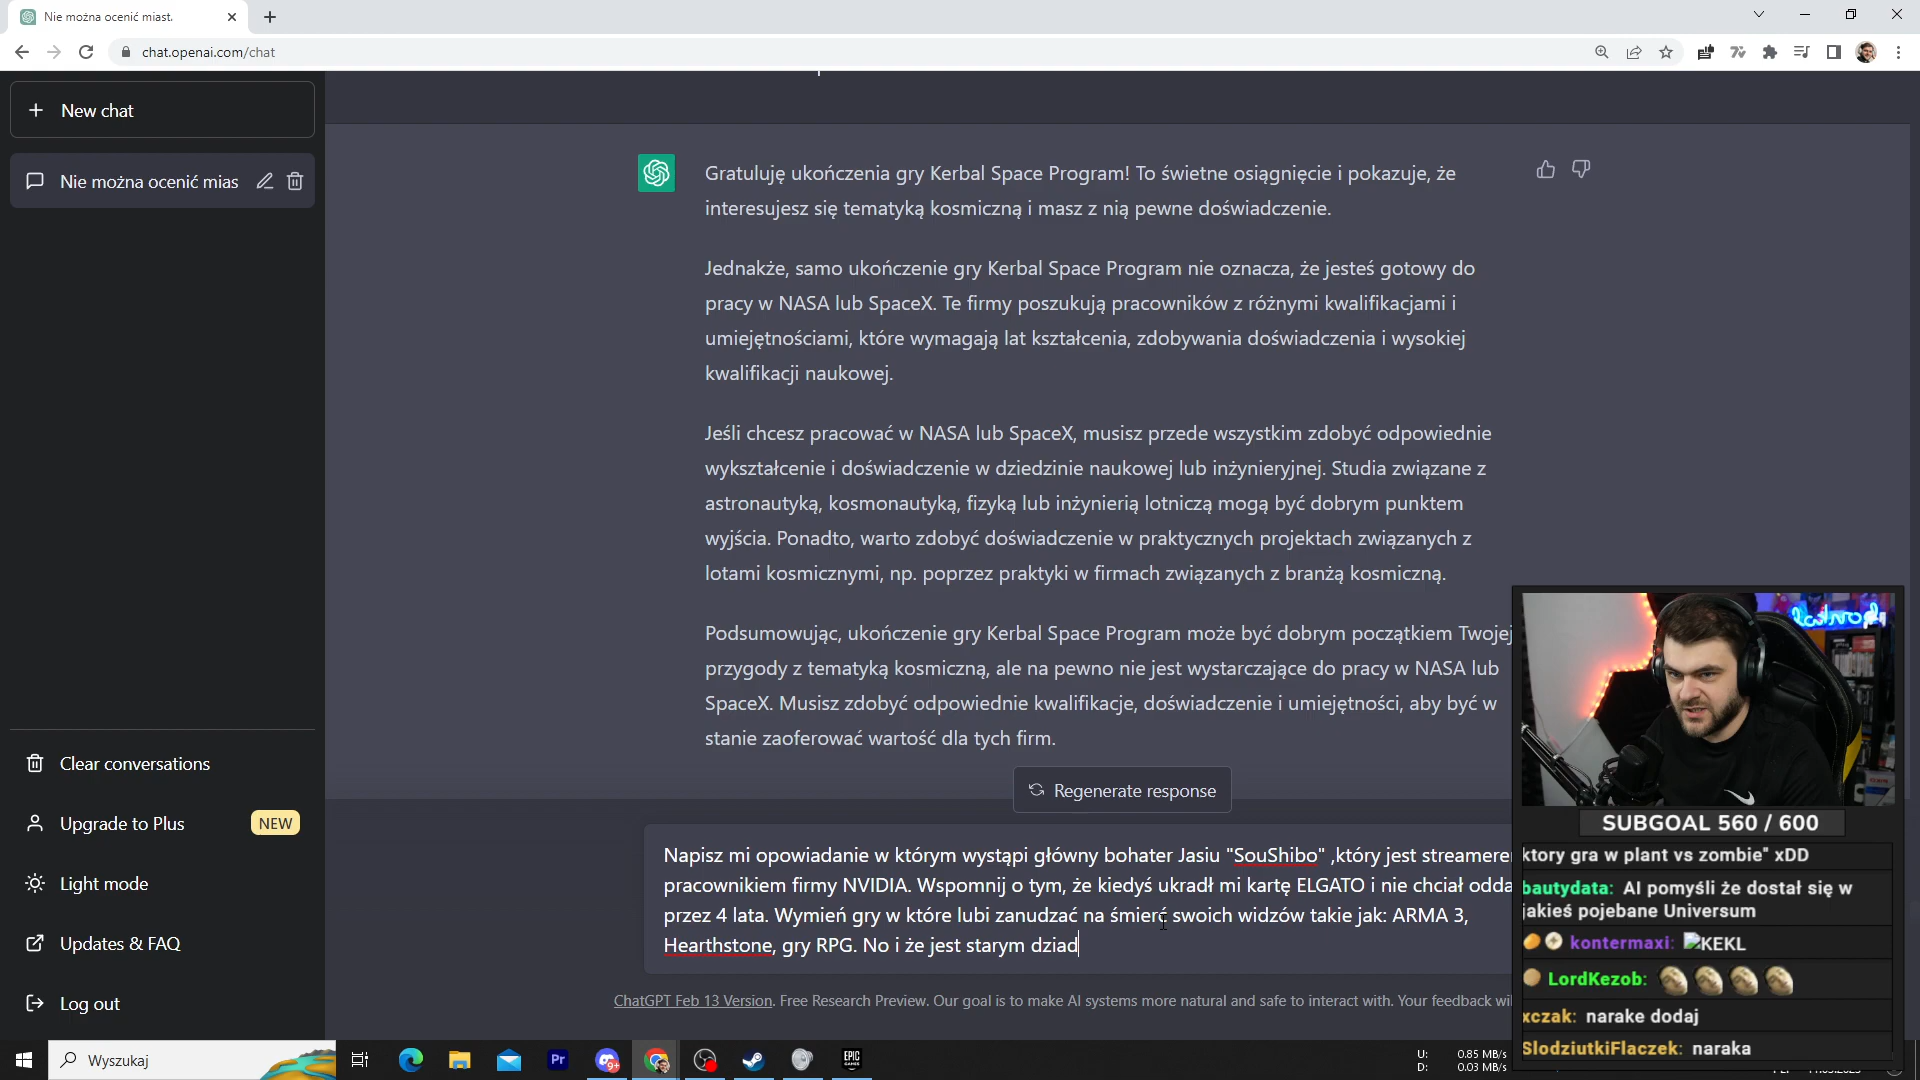 Nie można ocenić miast.
chat.openai.com/chat
New chat
Nie można ocenić mias
Gratuluję ukończenia gry Kerbal Space Program! To świetne osiągnięcie i pokazuje, że
interesujesz się tematyką kosmiczną i masz z nią pewne doświadczenie.
Jednakże, samo ukończenie gry Kerbal Space Program nie oznacza, że jesteś gotowy do
pracy w NASA lub SpaceX. Te firmy poszukują pracowników z różnymi kwalifikacjami i
umiejętnościami, które wymagają lat kształcenia, zdobywania doświadczenia i wysokiej
kwalifikacji naukowej.
Jeśli chcesz pracować w NASA lub SpaceX, musisz przede wszystkim zdobyć odpowiednie
wykształcenie i doświadczenie w dziedzinie naukowej lub inżynieryjnej. Studia związane z
astronautyką, kosmonautyką, fizyką lub inżynierią lotniczą mogą być dobrym punktem
wyjścia. Ponadto, warto zdobyć doświadczenie w praktycznych projektach związanych z
lotami kosmicznymi, np. poprzez praktyki w firmach związanych z branżą kosmiczną.
Podsumowując, ukończenie gry Kerbal Space Program może być dobrym początkiem Twojej
przygody z tematyką kosmiczną, ale na pewno nie jest wystarczające do pracy w NASA lub
SpaceX. Musisz zdobyć odpowiednie kwalifikacje, doświadczenie i umiejętności, aby być w
stanie zaoferować wartość dla tych firm.
Regenerate response
Napisz mi opowiadanie w którym wystąpi główny bohater Jasiu "SouShibo" ,który jest streamere
pracownikiem firmy NVIDIA. Wspomnij o tym, że kiedyś ukradł mi kartę ELGATO i nie chciał odda
przez 4 lata. Wymień gry w które lubi zanudzać na śmierć swoich widzów takie jak: ARMA 3,
Hearthstone, gry RPG. No i że jest starym dziad
ChatGPT Feb 13 Version. Free Research Preview. Our goal is to make AI systems more natural and safe to interact with. Your feedback wil
Clear conversations
Upgrade to Plus NEW
Light mode
Updates & FAQ
Log out
SUBGOAL 560 / 600
ktory gra w plant vs zombie" xDD
bautydata: AI pomyśli że dostał się w
jakieś pojebane Universum
kontermaxi: KEKL
LordKezob:
xczak: narake dodaj
SlodziutkiFlaczek: naraka
Wyszukaj
Pr
EPIC
GAMES
U: 0.85 MB/s
D: 0.03 MB/s